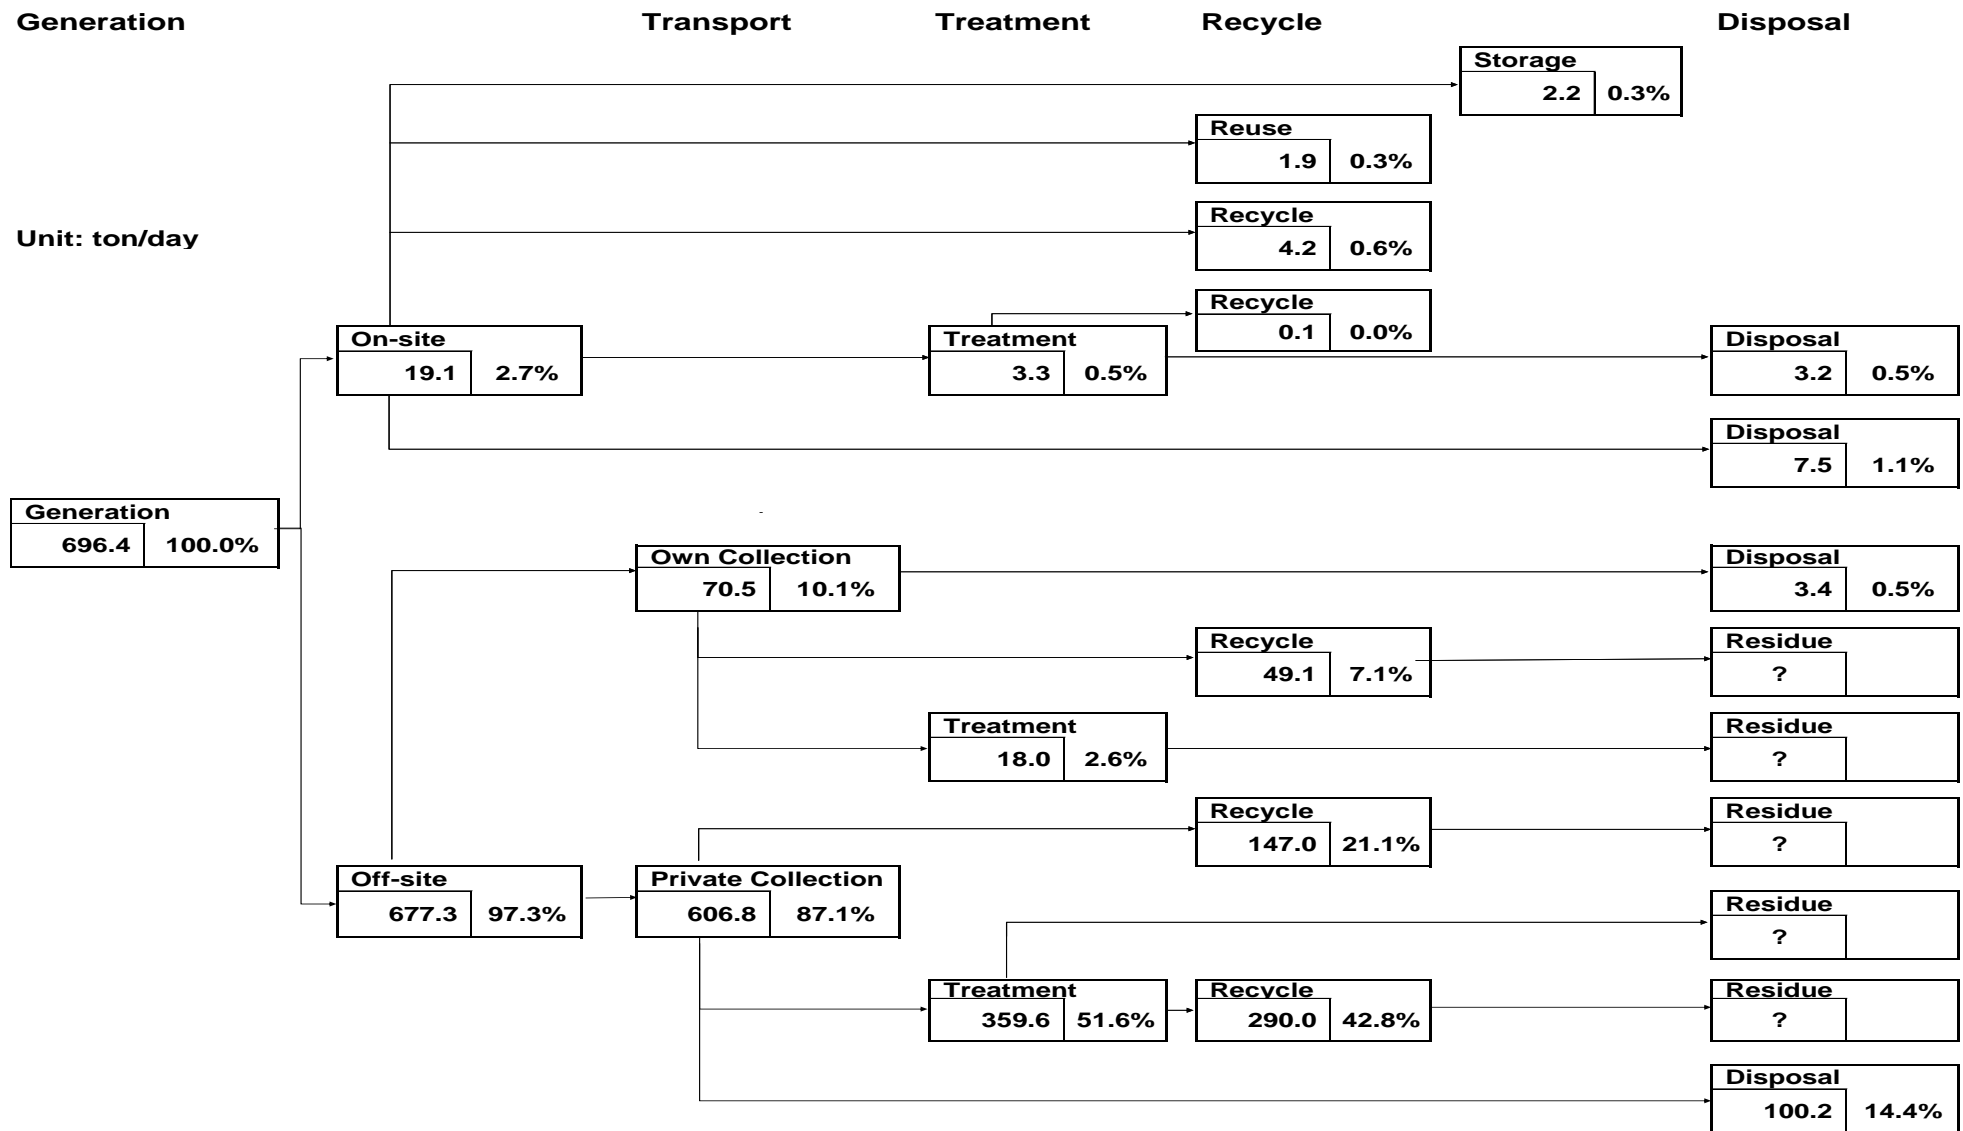 Generation Transport Treatment Recycle Disposal
Storage
2.2 0.3%
Reuse
1.9 0.3%
Recycle
4.2 0.6%
Unit: ton/day
Recycle
0.1 0.0%
On-site
19.1 2.7%
Treatment
3.3 0.5%
Disposal
3.2 0.5%
Disposal
7.5 1.1%
Generation
696.4 100.0%
Own Collection
70.5 10.1%
Disposal
3.4 0.5%
Recycle
49.1 7.1%
Residue
?
Treatment
18.0 2.6%
Residue
?
Recycle
147.0 21.1%
Residue
?
Off-site
677.3 97.3%
Private Collection
606.8 87.1%
Residue
?
Treatment
359.6 51.6%
Recycle
290.0 42.8%
Residue
?
Disposal
100.2 14.4%